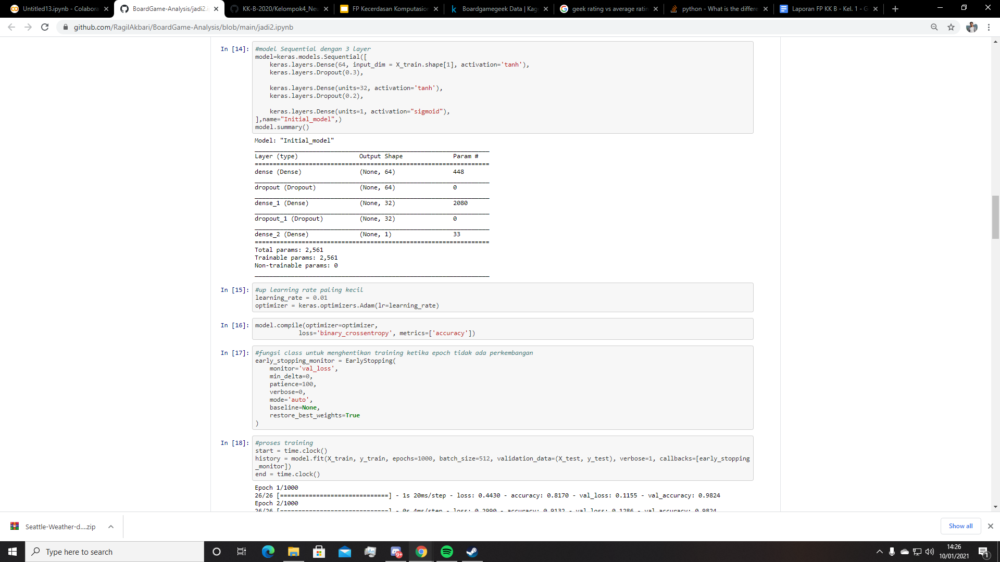 Untitled13.ipynb - Colabora
BoardGame-Analysis/jadi2.i
KK-B-2020/Kelompok4_Neu
FP Kecerdasan Komputasion
Boardgamegeek Data | Kag
geek rating vs average ratin
python - What is the differe
Laporan FP KK B - Kel. 1 - G
github.com/RagilAkbari/BoardGame-Analysis/blob/main/jadi2.ipynb
In [14]:
#model Sequential dengan 3 layer
model=keras.models.Sequential([
    keras.layers.Dense(64, input_dim = X_train.shape[1], activation='tanh'),
    keras.layers.Dropout(0.3),
    keras.layers.Dense(units=32, activation='tanh'),
    keras.layers.Dropout(0.2),
    keras.layers.Dense(units=1, activation="sigmoid"),
],name="Initial_model",)
model.summary()
Model: "Initial_model"
_________________________________________________________________
Layer (type)                 Output Shape              Param #
=================================================================
dense (Dense)                (None, 64)                448
_________________________________________________________________
dropout (Dropout)            (None, 64)                0
_________________________________________________________________
dense_1 (Dense)              (None, 32)                2080
_________________________________________________________________
dropout_1 (Dropout)          (None, 32)                0
_________________________________________________________________
dense_2 (Dense)              (None, 1)                 33
=================================================================
Total params: 2,561
Trainable params: 2,561
Non-trainable params: 0
_________________________________________________________________
In [15]:
#up learning rate paling kecil
learning_rate = 0.01
optimizer = keras.optimizers.Adam(lr=learning_rate)
In [16]:
model.compile(optimizer=optimizer,
            loss='binary_crossentropy', metrics=['accuracy'])
In [17]:
#fungsi class untuk menghentikan training ketika epoch tidak ada perkembangan
early_stopping_monitor = EarlyStopping(
    monitor='val_loss',
    min_delta=0,
    patience=100,
    verbose=0,
    mode='auto',
    baseline=None,
    restore_best_weights=True
)
In [18]:
#proses training
start = time.clock()
history = model.fit(X_train, y_train, epochs=1000, batch_size=512, validation_data=(X_test, y_test), verbose=1, callbacks=[early_stopping
_monitor])
end = time.clock()
Epoch 1/1000
26/26 [==============================] - 1s 20ms/step - loss: 0.4430 - accuracy: 0.8170 - val_loss: 0.1155 - val_accuracy: 0.9824
Epoch 2/1000
26/26 [==============================] - 0s 4ms/step - loss: 0.2990 - accuracy: 0.9132 - val_loss: 0.1286 - val_accuracy: 0.9824
Seattle-Weather-d....zip
Show all
Type here to search
9+
14:26
10/01/2021
1